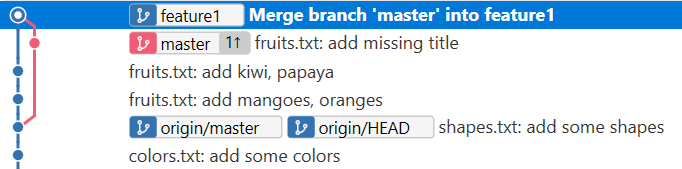 feature1 Merge branch 'master' into feature1
master 1↑ fruits.txt: add missing title
fruits.txt: add kiwi, papaya
fruits.txt: add mangoes, oranges
origin/master origin/HEAD shapes.txt: add some shapes
colors.txt: add some colors